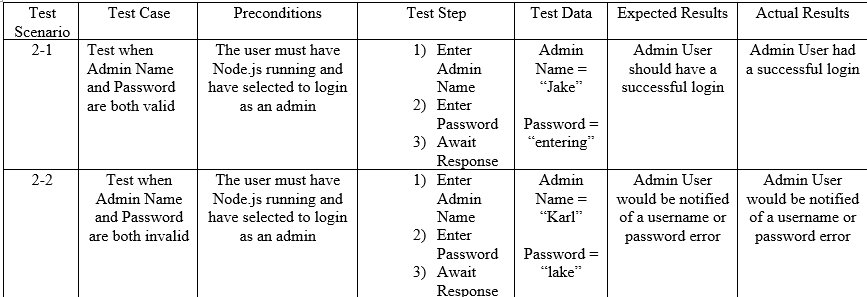 Test Scenario
Test Case
Preconditions
Test Step
Test Data
Expected Results
Actual Results
2-1
Test when
Admin Name
and Password
are both valid
The user must have
Node.js running and
have selected to login
as an admin
1) Enter
Admin
Name
2) Enter
Password
3) Await
Response
Admin
Name =
“Jake”
Password =
“entering”
Admin User
should have a
successful login
Admin User had
a successful login
2-2
Test when
Admin Name
and Password
are both invalid
The user must have
Node.js running and
have selected to login
as an admin
1) Enter
Admin
Name
2) Enter
Password
3) Await
Response
Admin
Name =
“Karl”
Password =
“lake”
Admin User
would be notified
of a username or
password error
Admin User
would be notified
of a username or
password error